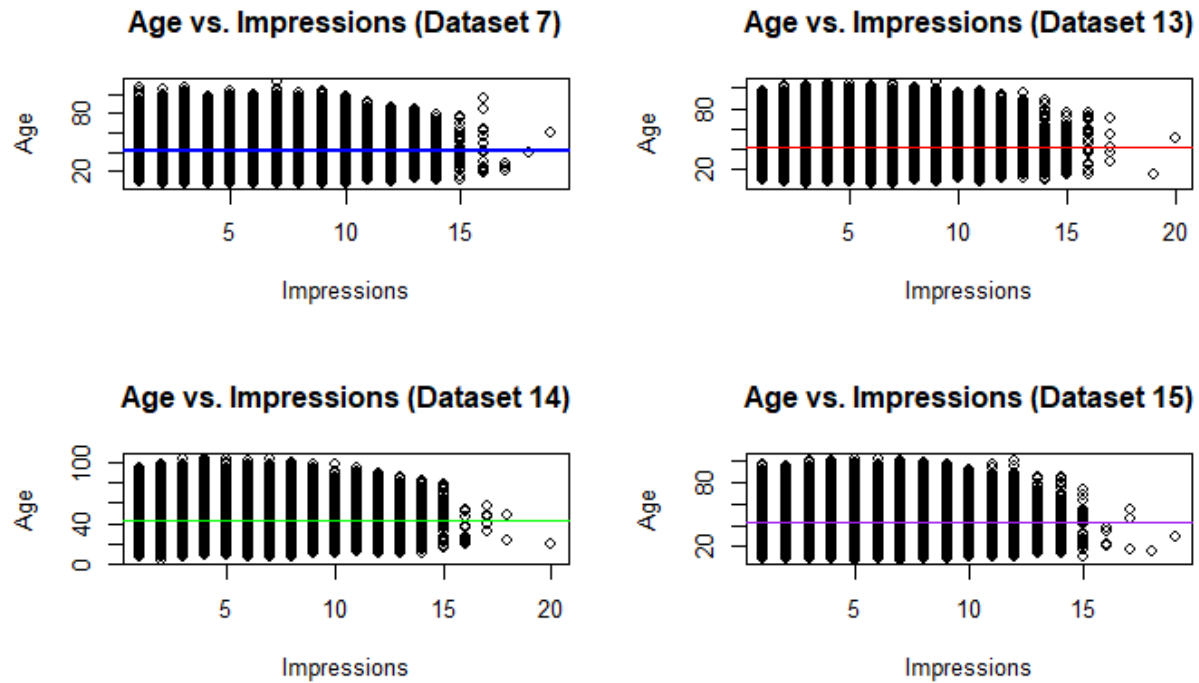 Age vs. Impressions (Dataset 7)
Age
80
20
5
10
15
Impressions
Age vs. Impressions (Dataset 13)
Age
80
20
5
10
15
20
Impressions
Age vs. Impressions (Dataset 14)
Age
100
40
0
5
10
15
20
Impressions
Age vs. Impressions (Dataset 15)
Age
80
20
5
10
15
Impressions